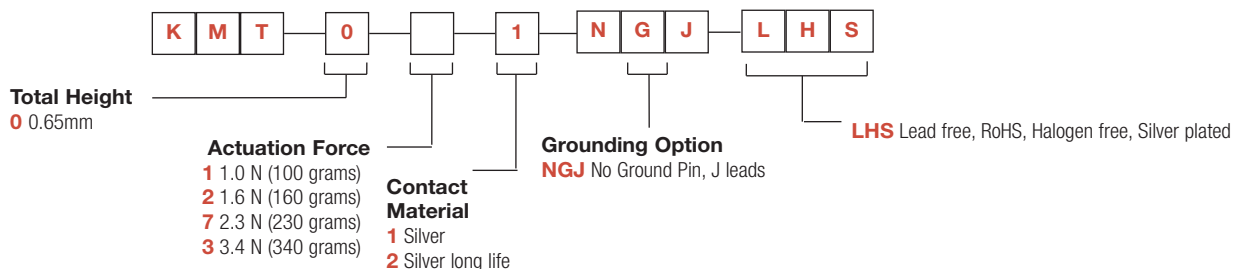 K M T 0 1 N G J L H S
Total Height
0 0.65mm
Actuation Force
1 1.0 N (100 grams)
2 1.6 N (160 grams)
7 2.3 N (230 grams)
3 3.4 N (340 grams)
Contact
Material
1 Silver
2 Silver long life
Grounding Option
NGJ No Ground Pin, J leads
LHS Lead free, RoHS, Halogen free, Silver plated